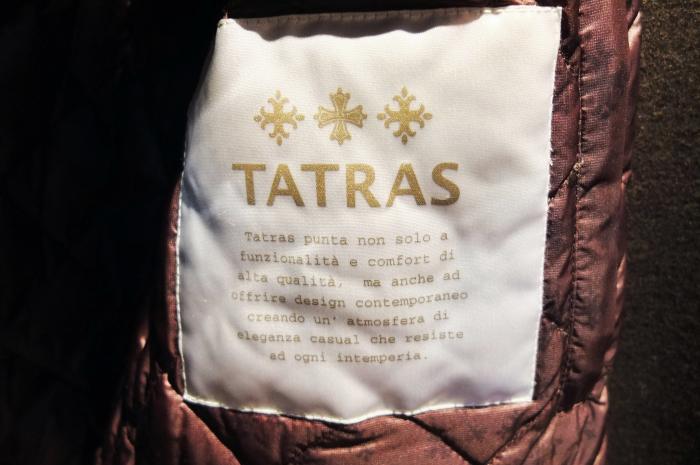 TATRAS
Tatras punta non solo a
funzionalità e comfort di
alta qualità, ma anche ad
offrire design contemporaneo
creando un' atmosfera di
eleganza casual che resiste
ad ogni intemperia.